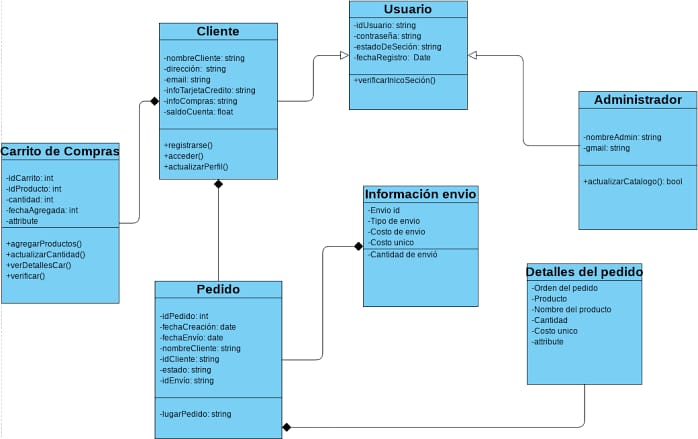 Usuario
-idUsuario: string
-contraseña: string
-estadoDeSeción: string
-fechaRegistro: Date
+verificarInicoSeción()
Cliente
-nombreCliente: string
-dirección: string
-email: string
-infoTarjetaCredito: string
-infoCompras: string
-saldoCuenta: float
+registrarse()
+acceder()
+actualizarPerfil()
Administrador
-nombreAdmin: string
-gmail: string
+actualizarCatalogo(): bool
Carrito de Compras
-idCarrito: int
-idProducto: int
-cantidad: int
-fechaAgregada: int
-attribute
+agregarProductos()
+actualizarCantidad()
+verDetallesCar()
+verificar()
Información envio
-Envio id
-Tipo de envio
-Costo de envio
-Costo unico
-Cantidad de envió
Pedido
-idPedido: int
-fechaCreación: date
-fechaEnvío: date
-nombreCliente: string
-idCliente: string
-estado: string
-idEnvío: string
-lugarPedido: string
Detalles del pedido
-Orden del pedido
-Producto
-Nombre del producto
-Cantidad
-Costo unico
-attribute